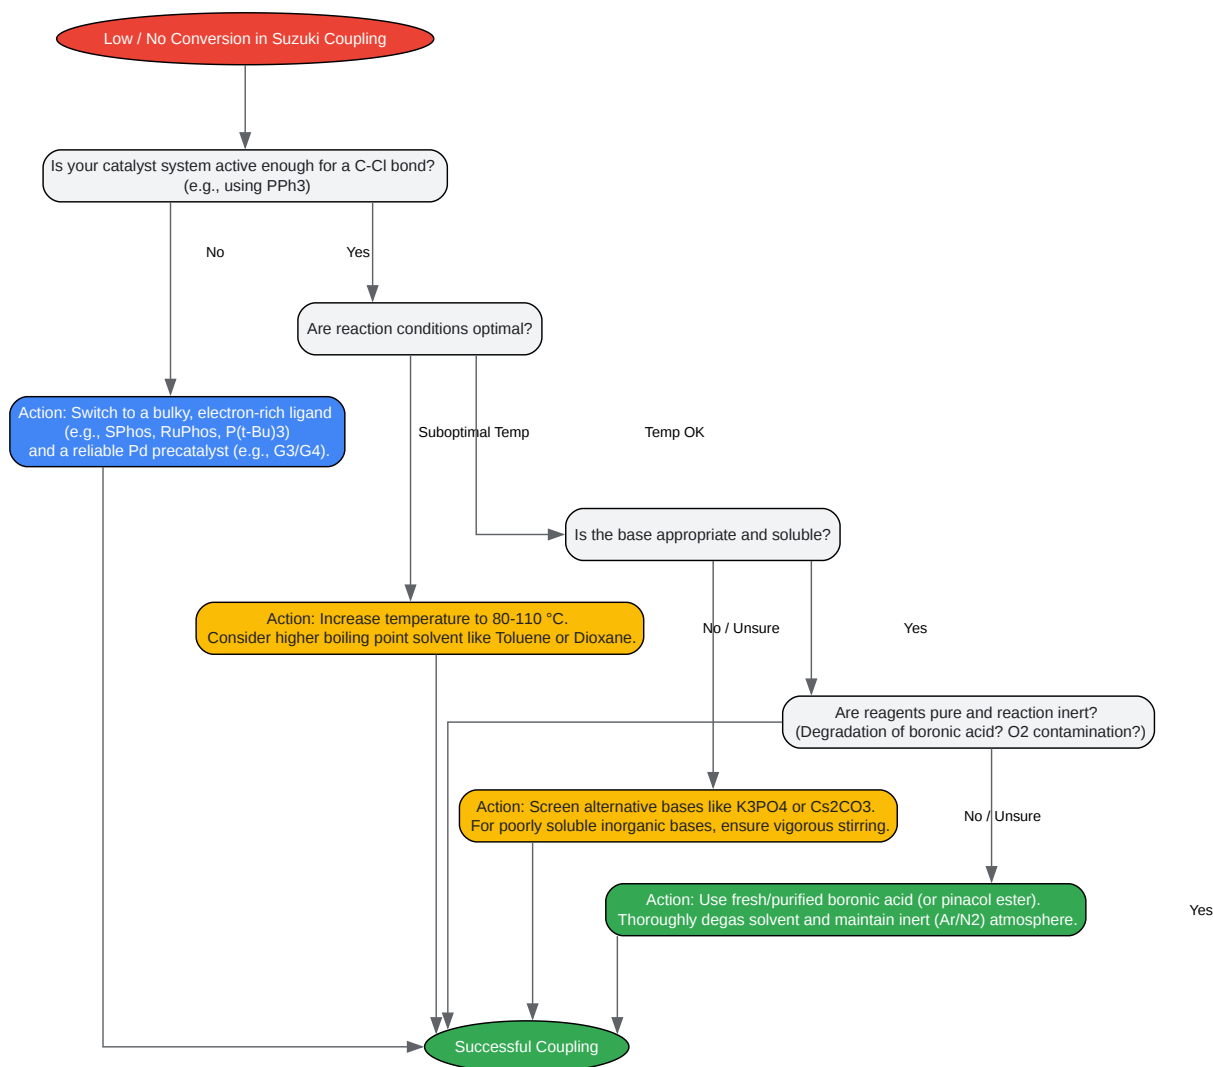 Low / No Conversion in Suzuki Coupling
Is your catalyst system active enough for a C-Cl bond?
(e.g., using PPh3)
No
Yes
Are reaction conditions optimal?
Action: Switch to a bulky, electron-rich ligand
(e.g., SPhos, RuPhos, P(t-Bu)3)
and a reliable Pd precatalyst (e.g., G3/G4).
Suboptimal Temp
Temp OK
Is the base appropriate and soluble?
Action: Increase temperature to 80-110 °C.
Consider higher boiling point solvent like Toluene or Dioxane.
No / Unsure
Yes
Are reagents pure and reaction inert?
(Degradation of boronic acid? O2 contamination?)
Action: Screen alternative bases like K3PO4 or Cs2CO3.
For poorly soluble inorganic bases, ensure vigorous stirring.
No / Unsure
Action: Use fresh/purified boronic acid (or pinacol ester).
Thoroughly degas solvent and maintain inert (Ar/N2) atmosphere.
Yes
Successful Coupling